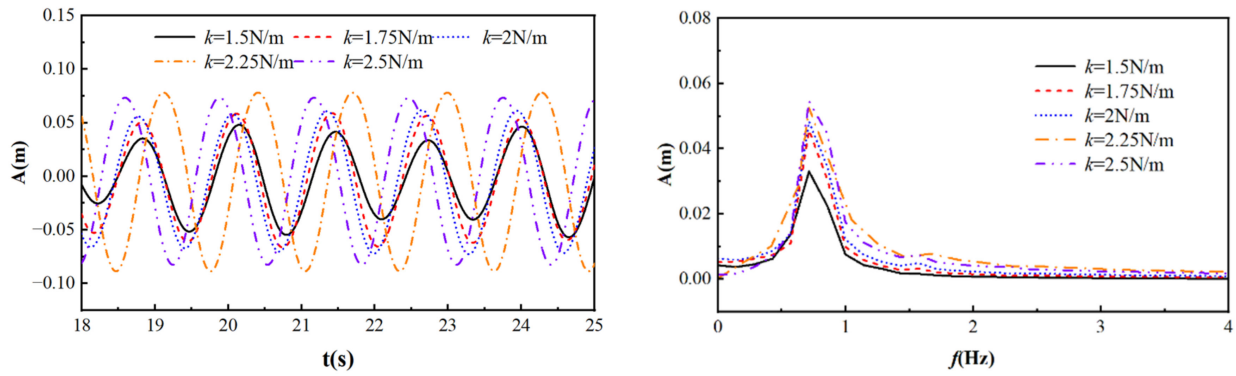 0.15
0.10
0.05
0.00
−0.05
−0.10
A(m)
k=1.5N/m k=1.75N/m k=2N/m
k=2.25N/m k=2.5N/m
18 19 20 21 22 23 24 25
t(s)
0.08
0.06
0.04
0.02
0.00
A(m)
k=1.5N/m
k=1.75N/m
k=2N/m
k=2.25N/m
k=2.5N/m
0 1 2 3 4
f(Hz)